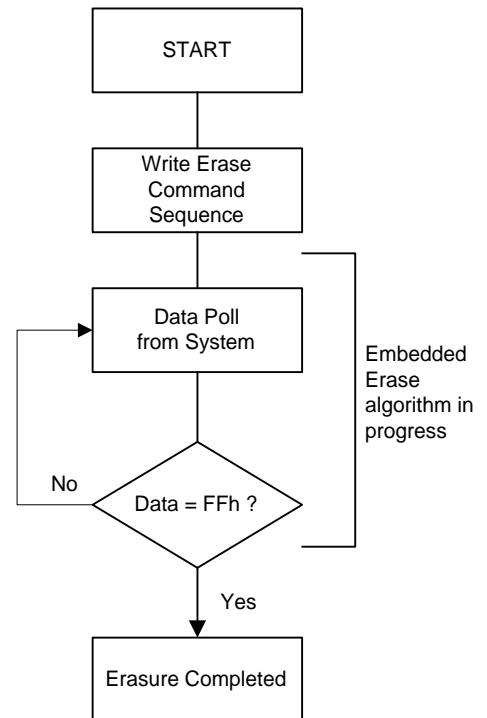 START
Write Erase
Command
Sequence
Data Poll
from System
Embedded
Erase
algorithm in
progress
No
Data = FFh ?
Yes
Erasure Completed